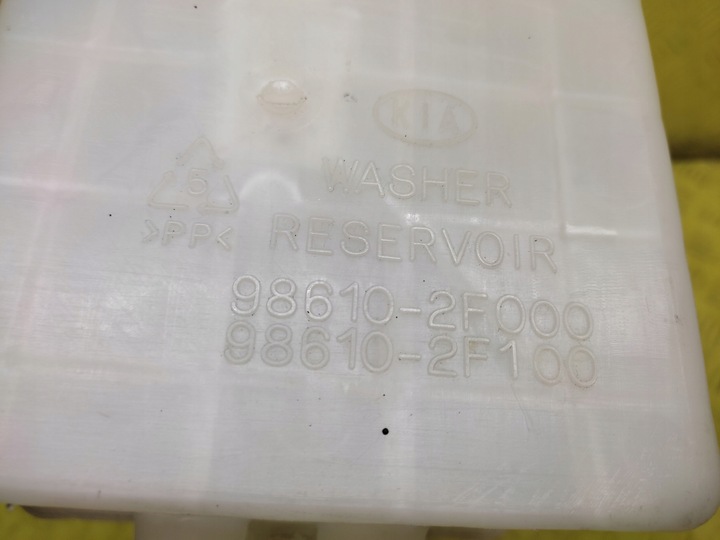 KIA
5
WASHER
>PP<
RESERVOIR
98610-2F000
98610-2F100